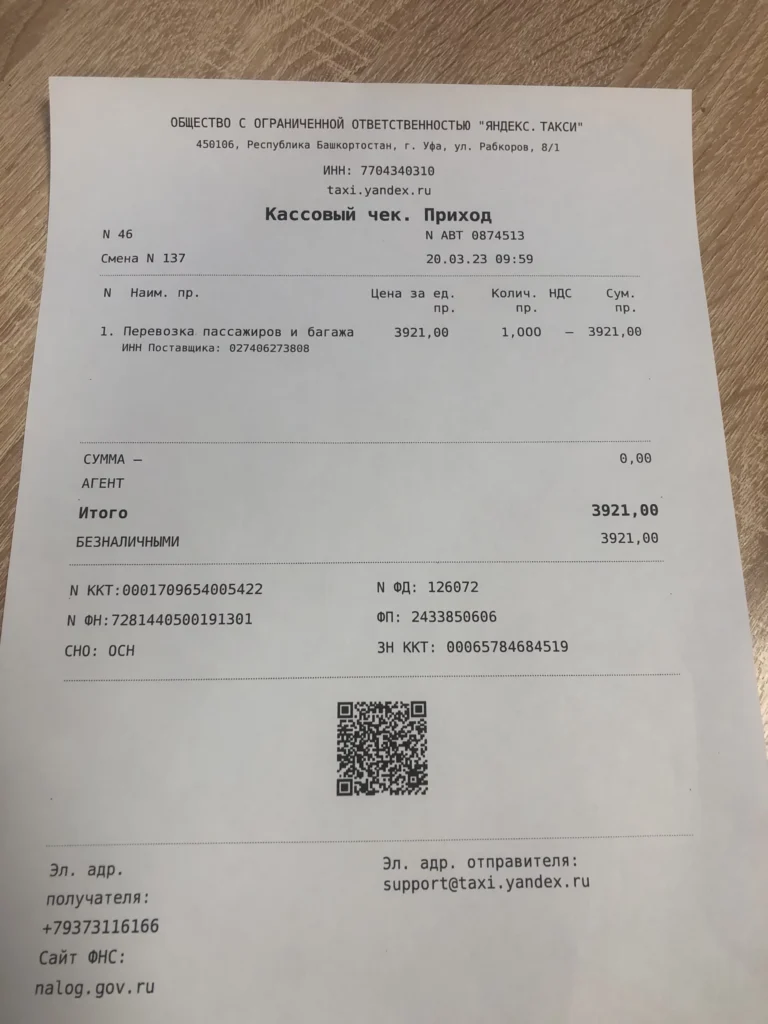 ОБЩЕСТВО С ОГРАНИЧЕННОЙ ОТВЕТСТВЕННОСТЬЮ "ЯНДЕКС.ТАКСИ"
450106, Республика Башкортостан, г. Уфа, ул. Рабкоров, 8/1
ИНН: 7704340310
taxi.yandex.ru
Кассовый чек. Приход
N 46 N АВТ 0874513
Смена N 137 20.03.23 09:59
N Наим. пр. Цена за ед. пр. Колич. пр. НДС Сум. пр.
1. Перевозка пассажиров и багажа 3921,00 1,000 – 3921,00
ИНН Поставщика: 027406273808
СУММА – 0,00
АГЕНТ
Итого 3921,00
БЕЗНАЛИЧНЫМИ 3921,00
N ККТ:0001709654005422 N ФД: 126072
N ФН:7281440500191301 ФП: 2433850606
СНО: ОСН ЗН ККТ: 00065784684519
Эл. адр. получателя: +79373116166
Эл. адр. отправителя: support@taxi.yandex.ru
Сайт ФНС:
nalog.gov.ru